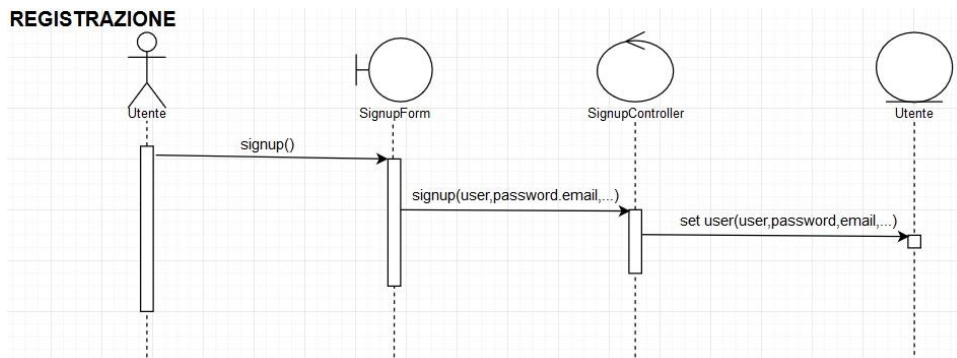 REGISTRAZIONE
Utente
SignupForm
SignupController
Utente
signup()
signup(user,password.email,...)
set user(user,password,email,...)